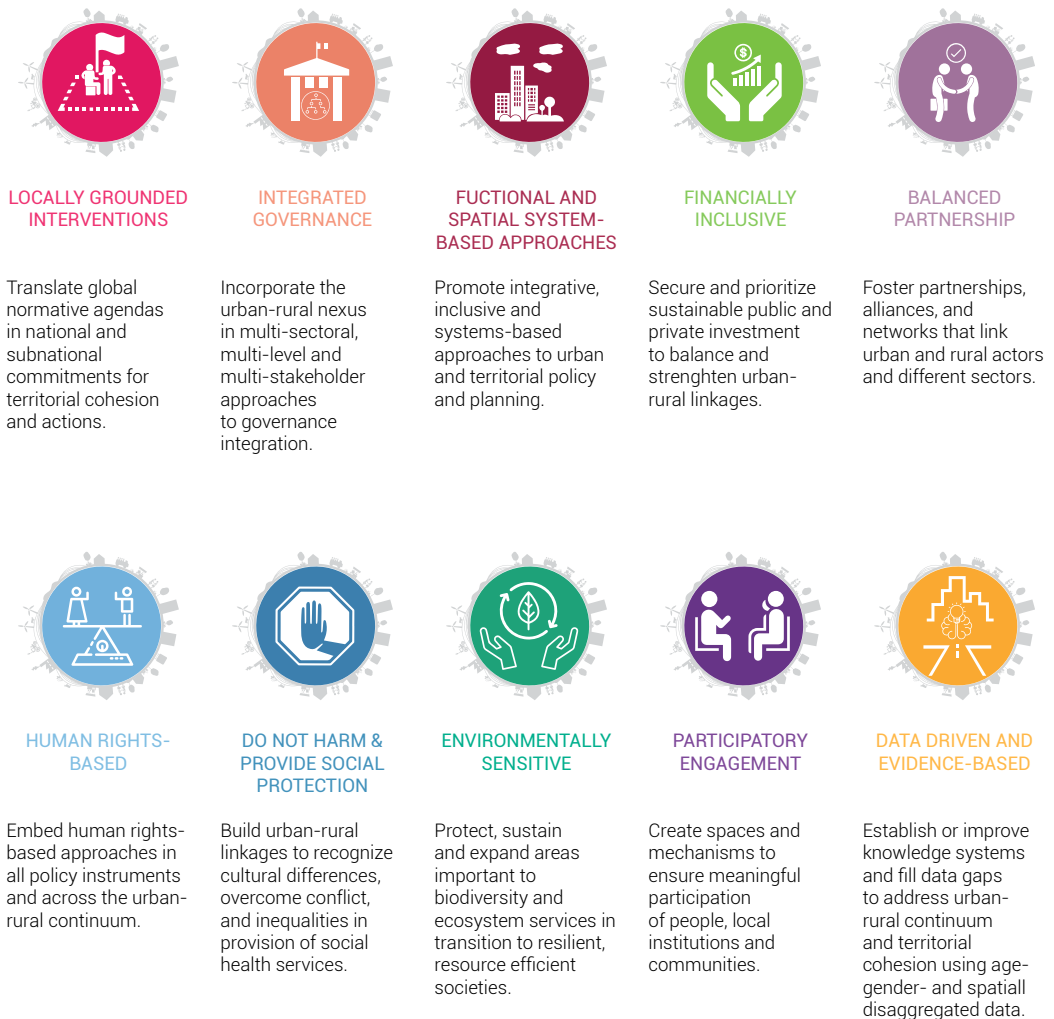 LOCALLY GROUNDED
INTERVENTIONS
Translate global
normative agendas
in national and
subnational
commitments for
territorial cohesion
and actions.
INTEGRATED
GOVERNANCE
Incorporate the
urban-rural nexus
in multi-sectoral,
multi-level and
multi-stakeholder
approaches
to governance
integration.
FUCTIONAL AND
SPATIAL SYSTEM-
BASED APPROACHES
Promote integrative,
inclusive and
systems-based
approaches to urban
and territorial policy
and planning.
FINANCIALLY
INCLUSIVE
Secure and prioritize
sustainable public and
private investment
to balance and
strenghten urban-
rural linkages.
BALANCED
PARTNERSHIP
Foster partnerships,
alliances, and
networks that link
urban and rural actors
and different sectors.
HUMAN RIGHTS-
BASED
Embed human rights-
based approaches in
all policy instruments
and across the urban-
rural continuum.
DO NOT HARM &
PROVIDE SOCIAL
PROTECTION
Build urban-rural
linkages to recognize
cultural differences,
overcome conflict,
and inequalities in
provision of social
health services.
ENVIRONMENTALLY
SENSITIVE
Protect, sustain
and expand areas
important to
biodiversity and
ecosystem services in
transition to resilient,
resource efficient
societies.
PARTICIPATORY
ENGAGEMENT
Create spaces and
mechanisms to
ensure meaningful
participation
of people, local
institutions and
communities.
DATA DRIVEN AND
EVIDENCE-BASED
Establish or improve
knowledge systems
and fill data gaps
to address urban-
rural continuum
and territorial
cohesion using age-
gender- and spatiall
disaggregated data.